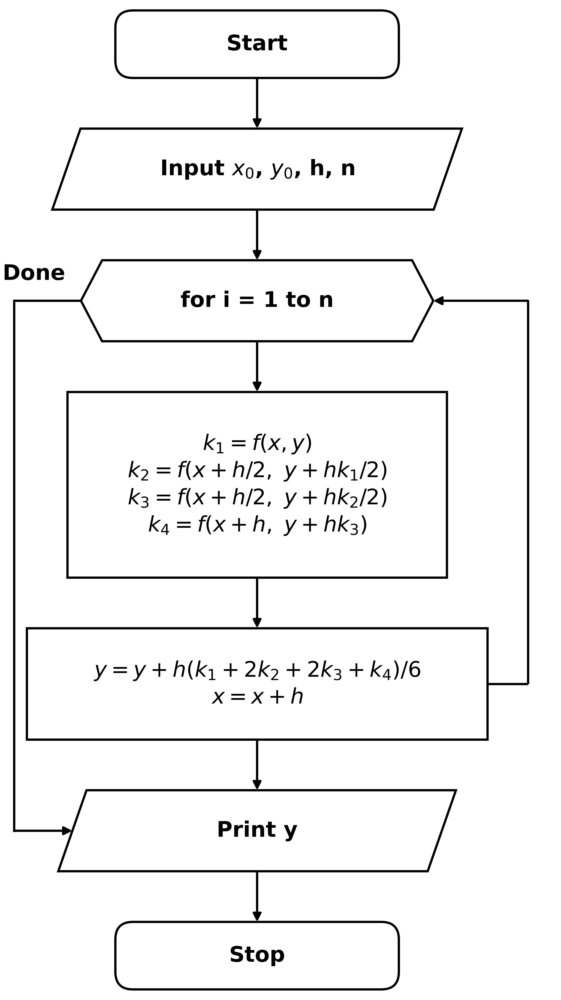 Start
Input x₀, y₀, h, n
Done
for i = 1 to n
k₁ = f(x, y)
k₂ = f(x + h/2, y + hk₁/2)
k₃ = f(x + h/2, y + hk₂/2)
k₄ = f(x + h, y + hk₃)
y = y + h(k₁ + 2k₂ + 2k₃ + k₄)/6
x = x + h
Print y
Stop